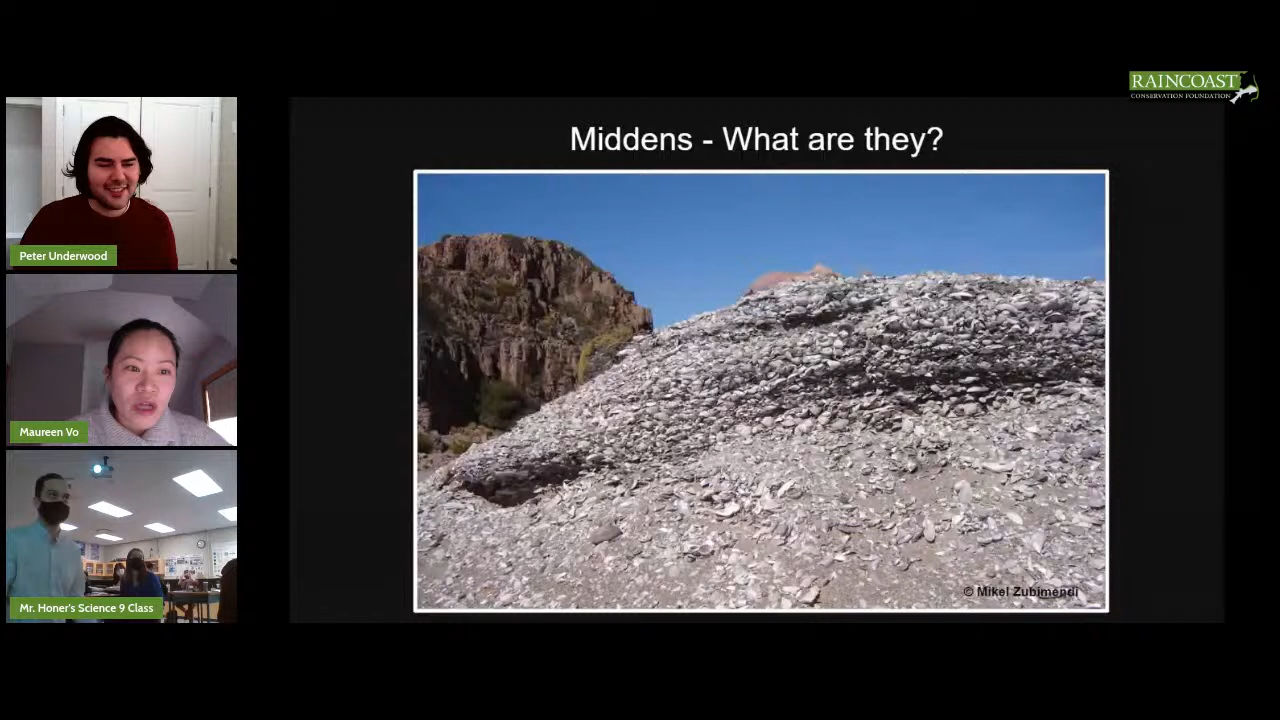 RAINCOAST
CONSERVATION FOUNDATION
Middens - What are they?
Peter Underwood
Maureen Vo
Mr. Honer's Science 9 Class
© Mikel Zubimendi